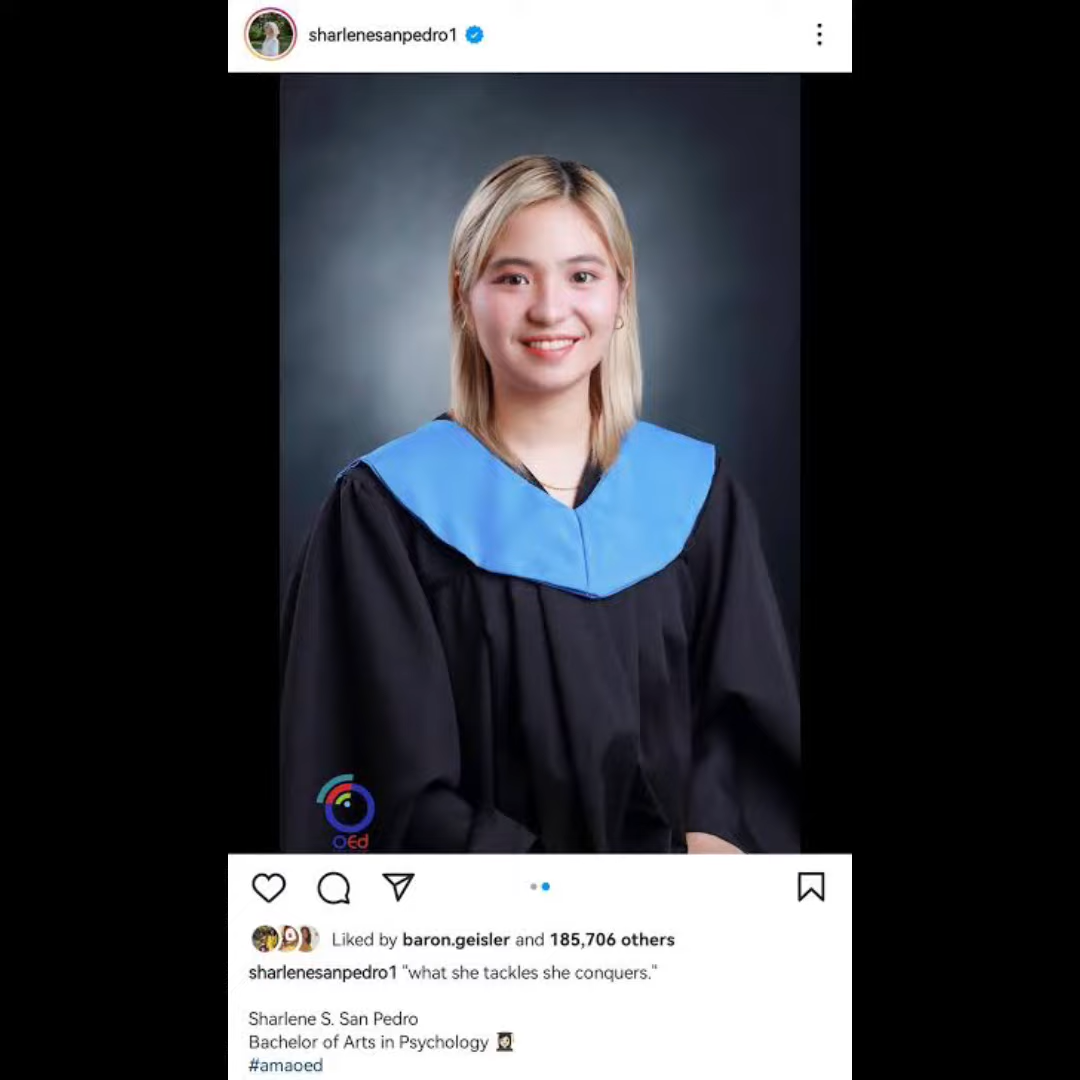 sharlenesanpedro1
OEd
Liked by baron.geisler and 185,706 others
sharlenesanpedro1 "what she tackles she conquers."
Sharlene S. San Pedro
Bachelor of Arts in Psychology 👩🏻‍🎓
#amaoed